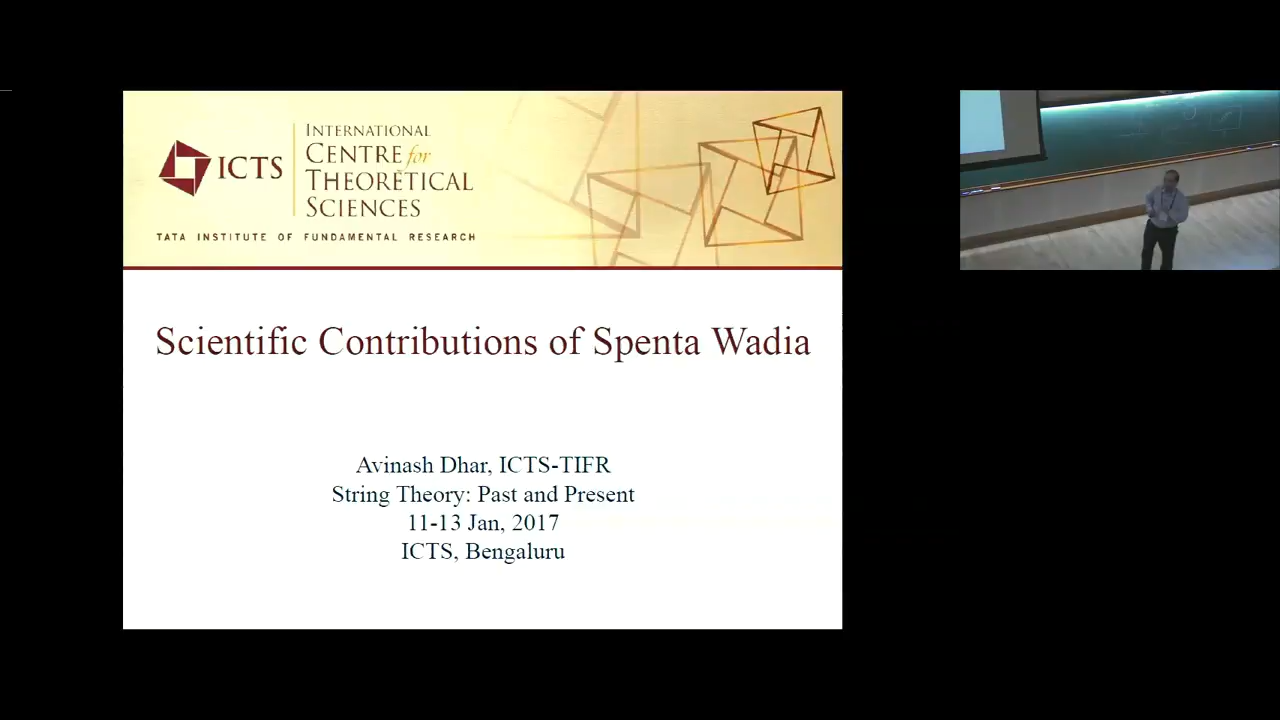 ICTS
INTERNATIONAL
CENTRE for
THEORETICAL
SCIENCES
TATA INSTITUTE OF FUNDAMENTAL RESEARCH
Scientific Contributions of Spenta Wadia
Avinash Dhar, ICTS-TIFR
String Theory: Past and Present
11-13 Jan, 2017
ICTS, Bengaluru